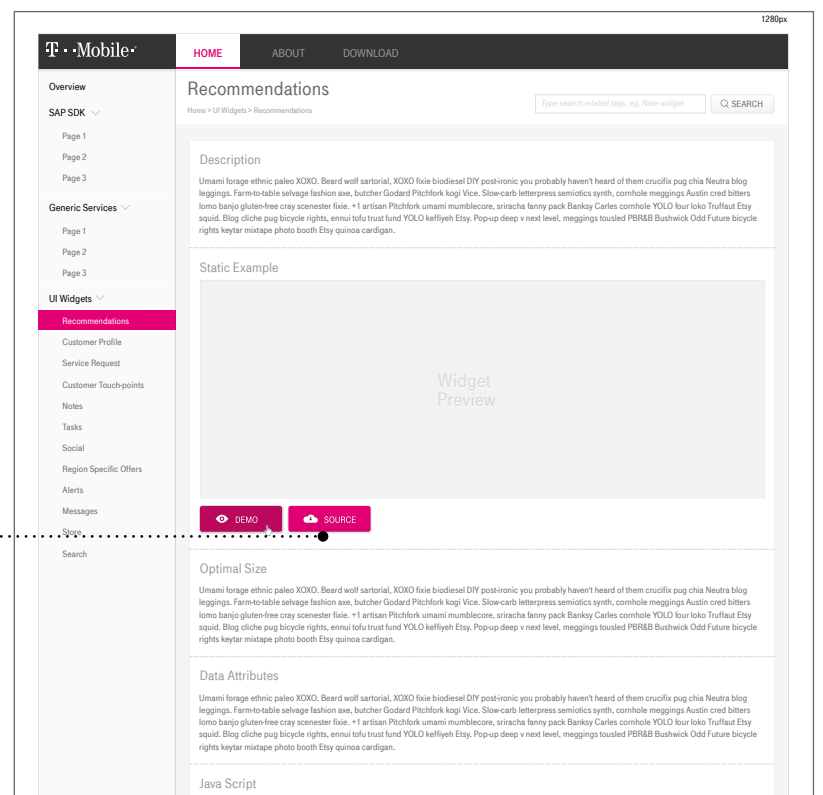 1280px
T··Mobile·
HOME
ABOUT
DOWNLOAD
Overview
SAP SDK
Page 1
Page 2
Page 3
Generic Services
Page 1
Page 2
Page 3
UI Widgets
Recommendations
Customer Profile
Service Request
Customer Touch-points
Notes
Tasks
Social
Region Specific Offers
Alerts
Messages
Store
Search
Recommendations
Home > UI Widgets > Recommendations
Type search related tags, eg. Note widget
SEARCH
Description
Umami forage ethnic paleo XOXO. Beard wolf sartorial, XOXO fixie biodiesel DIY post-ironic you probably haven't heard of them crucifix pug chia Neutra blog
leggings. Farm-to-table selvage fashion axe, butcher Godard Pitchfork kogi Vice. Slow-carb letterpress semiotics synth, cornhole meggings Austin cred bitters
lomo banjo gluten-free cray scenester fixie. +1 artisan Pitchfork umami mumblecore, sriracha fanny pack Banksy Carles cornhole YOLO four loko Truffaut Etsy
squid. Blog cliche pug bicycle rights, ennui tofu trust fund YOLO keffiyeh Etsy. Pop-up deep v next level, meggings tousled PBR&B Bushwick Odd Future bicycle
rights keytar mixtape photo booth Etsy quinoa cardigan.
Static Example
Widget
Preview
DEMO
SOURCE
Optimal Size
Umami forage ethnic paleo XOXO. Beard wolf sartorial, XOXO fixie biodiesel DIY post-ironic you probably haven't heard of them crucifix pug chia Neutra blog
leggings. Farm-to-table selvage fashion axe, butcher Godard Pitchfork kogi Vice. Slow-carb letterpress semiotics synth, cornhole meggings Austin cred bitters
lomo banjo gluten-free cray scenester fixie. +1 artisan Pitchfork umami mumblecore, sriracha fanny pack Banksy Carles cornhole YOLO four loko Truffaut Etsy
squid. Blog cliche pug bicycle rights, ennui tofu trust fund YOLO keffiyeh Etsy. Pop-up deep v next level, meggings tousled PBR&B Bushwick Odd Future bicycle
rights keytar mixtape photo booth Etsy quinoa cardigan.
Data Attributes
Umami forage ethnic paleo XOXO. Beard wolf sartorial, XOXO fixie biodiesel DIY post-ironic you probably haven't heard of them crucifix pug chia Neutra blog
leggings. Farm-to-table selvage fashion axe, butcher Godard Pitchfork kogi Vice. Slow-carb letterpress semiotics synth, cornhole meggings Austin cred bitters
lomo banjo gluten-free cray scenester fixie. +1 artisan Pitchfork umami mumblecore, sriracha fanny pack Banksy Carles cornhole YOLO four loko Truffaut Etsy
squid. Blog cliche pug bicycle rights, ennui tofu trust fund YOLO keffiyeh Etsy. Pop-up deep v next level, meggings tousled PBR&B Bushwick Odd Future bicycle
rights keytar mixtape photo booth Etsy quinoa cardigan.
Java Script